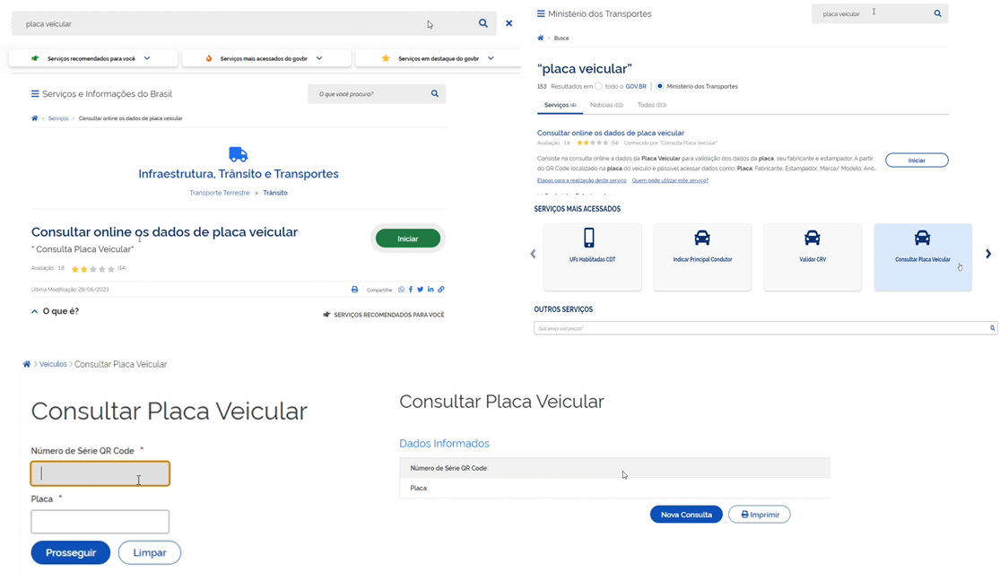 placa veicular
Serviços recomendados para você
Serviços mais acessados do govbr
Serviços em destaque do govbr
Serviços e Informações do Brasil
O que você procura?
Serviços
Consultar online os dados de placa veicular
Infraestrutura, Trânsito e Transportes
Transporte Terrestre > Trânsito
Consultar online os dados de placa veicular
" Consulta Placa Veicular"
Iniciar
Avaliação: 1.8 (14)
Última Modificação: 28/06/2023
Compartilhe:
O que é?
SERVIÇOS RECOMENDADOS PARA VOCÊ
Ministério dos Transportes
placa veicular
Busca
“placa veicular”
153 Resultados em todo o GOV.BR | Ministério dos Transportes
Serviços (4) Notícias (111) Todos (153)
Consultar online os dados de placa veicular
Avaliação: 1.8 (14) Conhecido por "Consulta Placa Veicular"
Consiste na consulta online a dados da Placa Veicular para validação dos dados da placa, seu fabricante e estampador. A partir
do QR Code localizado na placa do veículo é possível acessar dados como: Placa; Fabricante; Estampador; Marca/ Modelo; Ano...
Iniciar
Etapas para a realização deste serviço Quem pode utilizar este serviço?
SERVIÇOS MAIS ACESSADOS
UFs Habilitadas CDT
Indicar Principal Condutor
Validar CRV
Consultar Placa Veicular
OUTROS SERVIÇOS
Qual serviço você procura?
Veículos > Consultar Placa Veicular
Consultar Placa Veicular
Número de Série QR Code *
Placa *
Prosseguir
Limpar
Consultar Placa Veicular
Dados Informados
Número de Série QR Code:
Placa:
Nova Consulta
Imprimir